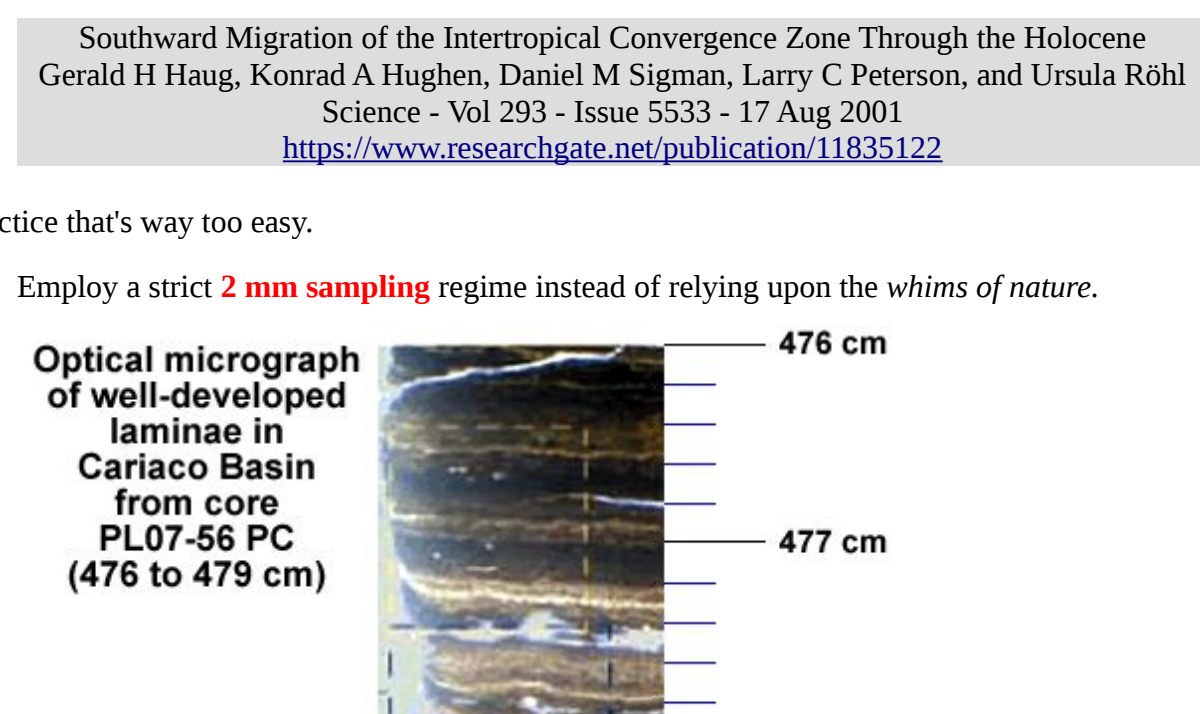 Southward Migration of the Intertropical Convergence Zone Through the Holocene
Gerald H Haug, Konrad A Hughen, Daniel M Sigman, Larry C Peterson, and Ursula Röhl
Science - Vol 293 - Issue 5533 - 17 Aug 2001
https://www.researchgate.net/publication/11835122
ctice that's way too easy.
Employ a strict 2 mm sampling regime instead of relying upon the whims of nature.
Optical micrograph
of well-developed
laminae in
Cariaco Basin
from core
PL07-56 PC
(476 to 479 cm)
476 cm
477 cm